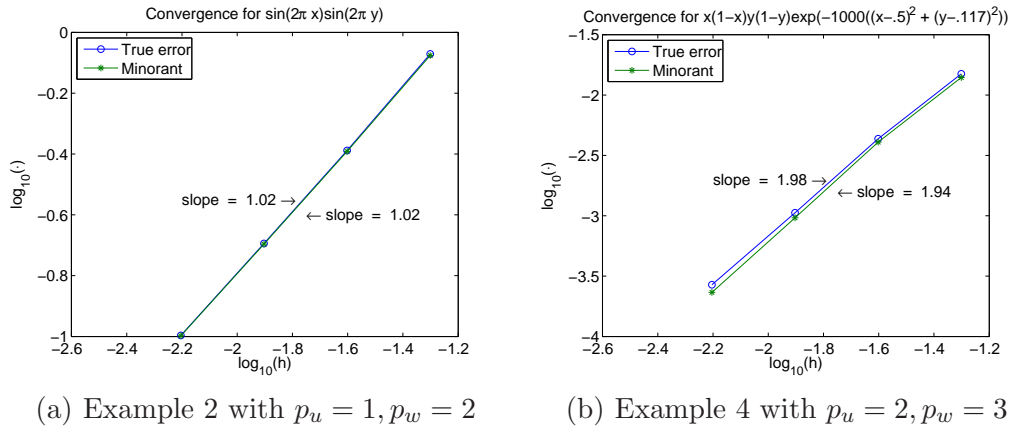 Convergence for sin(2π x)sin(2π y)
0
−0.2
−0.4
−0.6
−0.8
−1
log10(·)
True error
Minorant
slope = 1.02 →
← slope = 1.02
−2.6 −2.4 −2.2 −2 −1.8 −1.6 −1.4 −1.2
log10(h)
(a) Example 2 with pu = 1, pw = 2
Convergence for x(1−x)y(1−y)exp(−1000((x−.5)² + (y−.117)²))
−1.5
−2
−2.5
−3
−3.5
−4
log10(·)
True error
Minorant
slope = 1.98 →
← slope = 1.94
−2.6 −2.4 −2.2 −2 −1.8 −1.6 −1.4 −1.2
log10(h)
(b) Example 4 with pu = 2, pw = 3